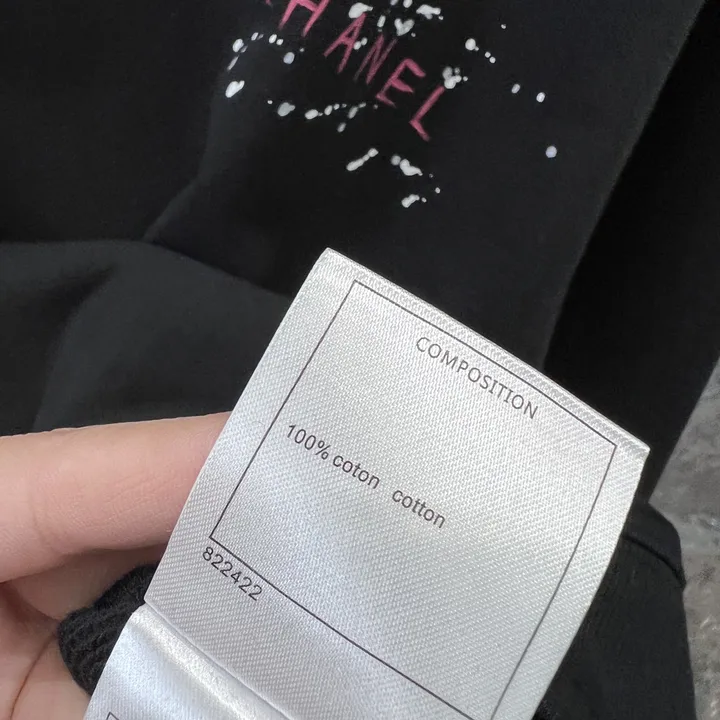 CHANEL
COMPOSITION
100% coton cotton
822422